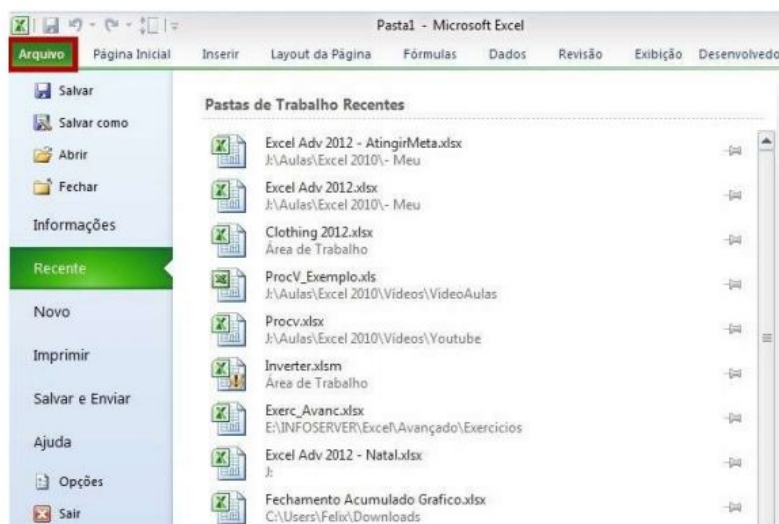 Pasta1 - Microsoft Excel
Arquivo Página Inicial Inserir Layout da Página Fórmulas Dados Revisão Exibição Desenvolvedo
Salvar
Salvar como
Abrir
Fechar
Informações
Recente
Novo
Imprimir
Salvar e Enviar
Ajuda
Opções
Sair
Pastas de Trabalho Recentes
Excel Adv 2012 - AtingirMeta.xlsx
J:\Aulas\Excel 2010\- Meu
Excel Adv 2012.xlsx
J:\Aulas\Excel 2010\- Meu
Clothing 2012.xlsx
Área de Trabalho
ProcV_Exemplo.xls
J:\Aulas\Excel 2010\Vídeos\VídeoAulas
Procv.xlsx
J:\Aulas\Excel 2010\Vídeos\Youtube
Inverter.xlsm
Área de Trabalho
Exerc_Avanc.xlsx
E:\INFOSERVER\Excel\Avançado\Exercicios
Excel Adv 2012 - Natal.xlsx
J:
Fechamento Acumulado Grafico.xlsx
C:\Users\Felix\Downloads